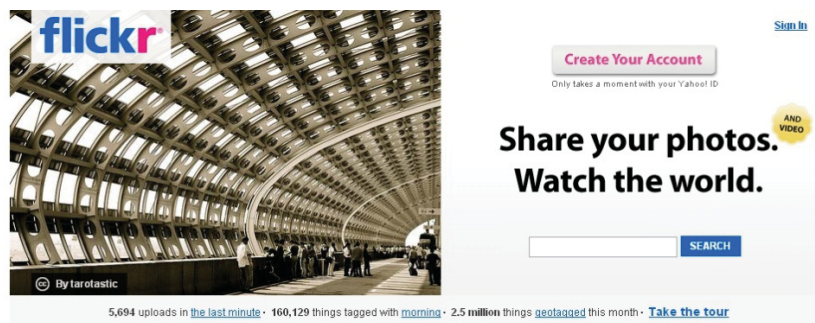 flickr
Sign In
Create Your Account
Only takes a moment with your Yahoo! ID
AND
VIDEO
Share your photos.
Watch the world.
SEARCH
cc By tarotastic
5,694 uploads in the last minute · 160,129 things tagged with morning · 2.5 million things geotagged this month · Take the tour